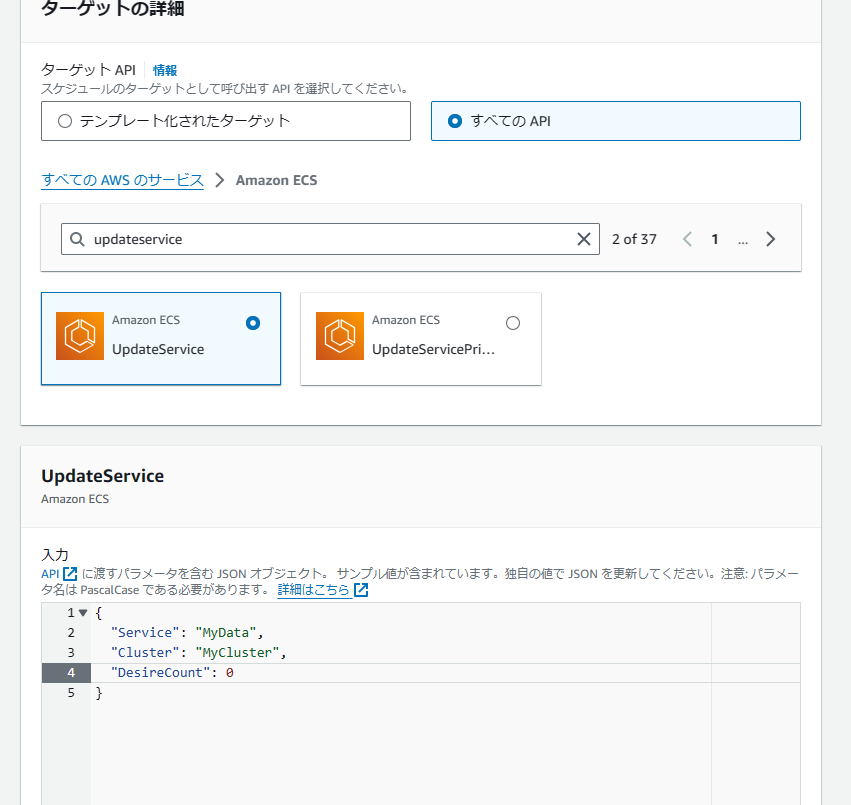 ターゲットの詳細
ターゲット API 情報
スケジュールのターゲットとして呼び出す API を選択してください。
テンプレート化されたターゲット
すべての API
すべての AWS のサービス > Amazon ECS
updateservice
2 of 37
1 ...
Amazon ECS
UpdateService
Amazon ECS
UpdateServicePri...
UpdateService
Amazon ECS
入力
API に渡すパラメータを含む JSON オブジェクト。 サンプル値が含まれています。独自の値で JSON を更新してください。注意: パラメー
タ名は PascalCase である必要があります。 詳細はこちら
1 {
2 "Service": "MyData",
3 "Cluster": "MyCluster",
4 "DesireCount": 0
5 }